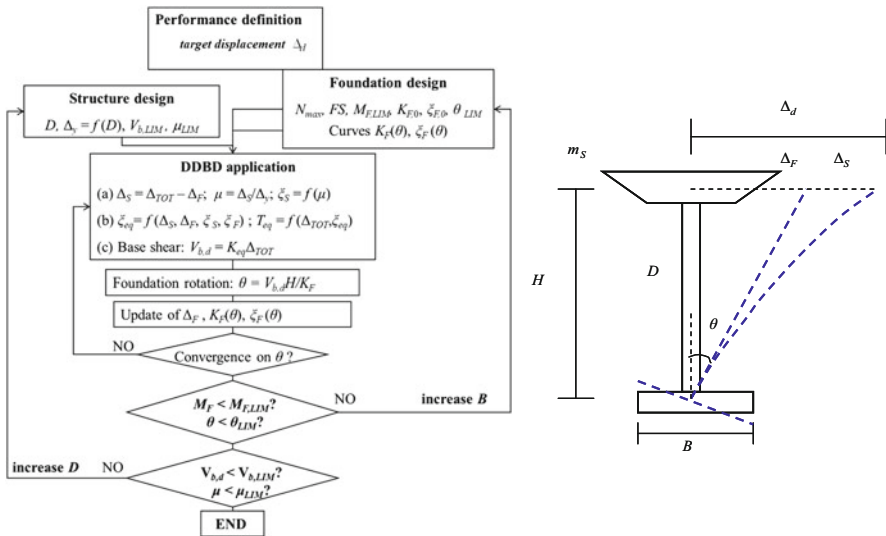 Performance definition
target displacement Δd
Foundation design
Nmax, FS, MF,LIM, KF,0, ξF,0, θLIM
Curves KF(θ), ξF(θ)
Structure design
D, Δy = f(D), Vb,LIM, μLIM
DDBD application
(a) ΔS = ΔTOT − ΔF; μ = ΔS/Δy; ξS = f(μ)
(b) ξeq = f(ΔS, ΔF, ξS, ξF) ; Teq = f(ΔTOT,ξeq)
(c) Base shear: Vb,d = KeqΔTOT
Foundation rotation: θ = Vb,dH/KF
Update of ΔF , KF(θ), ξF(θ)
NO
Convergence on θ ?
NO
MF < MF,LIM?
θ < θLIM?
increase B
increase D
NO
Vb,d < Vb,LIM?
μ < μLIM?
END
Δd
mS
ΔF
ΔS
H
D
θ
B